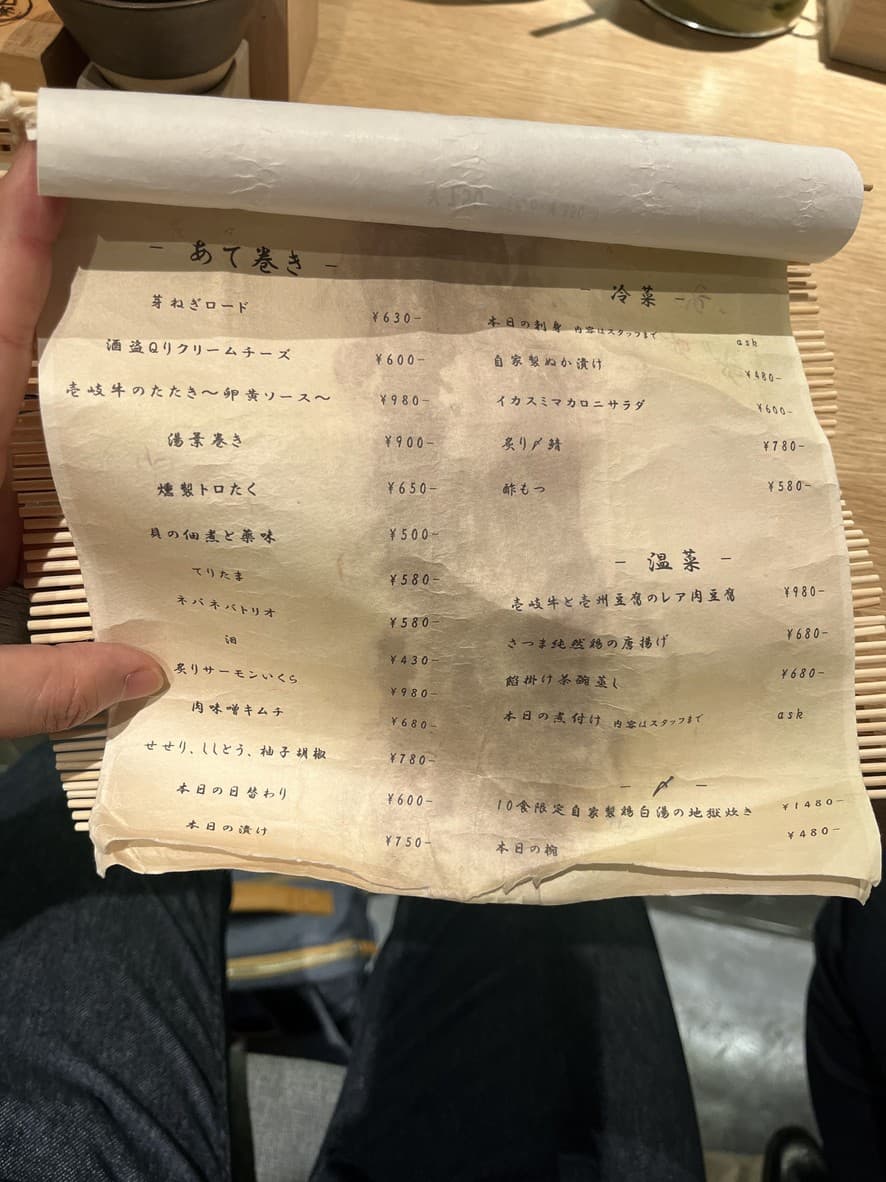 - あて巻き -
芽ねぎロード ¥630-
酒盗Qりクリームチーズ ¥600-
壱岐牛のたたき～卵黄ソース～ ¥980-
湯葉巻き ¥900-
燻製トロたく ¥650-
貝の佃煮と薬味 ¥500-
てりたま ¥580-
ネバネバトリオ ¥580-
¥430-
炙りサーモンいくら ¥980-
肉味噌キムチ ¥680-
せせり、ししとう、柚子胡椒 ¥780-
本日の日替わり ¥600-
本日の漬け ¥750-
- 冷菜 -
本日の刺身 内容はスタッフまで ask
自家製ぬか漬け ¥480-
イカスミマカロニサラダ ¥600-
炙り〆鯖 ¥780-
酢もつ ¥580-
- 温菜 -
壱岐牛と壱州豆腐のレア肉豆腐 ¥980-
さつま純然鶏の唐揚げ ¥680-
餡掛け茶碗蒸し ¥680-
本日の煮付け 内容はスタッフまで ask
- 〆 -
10食限定自家製鶏白湯の地獄炊き ¥1480-
本日の椀 ¥480-